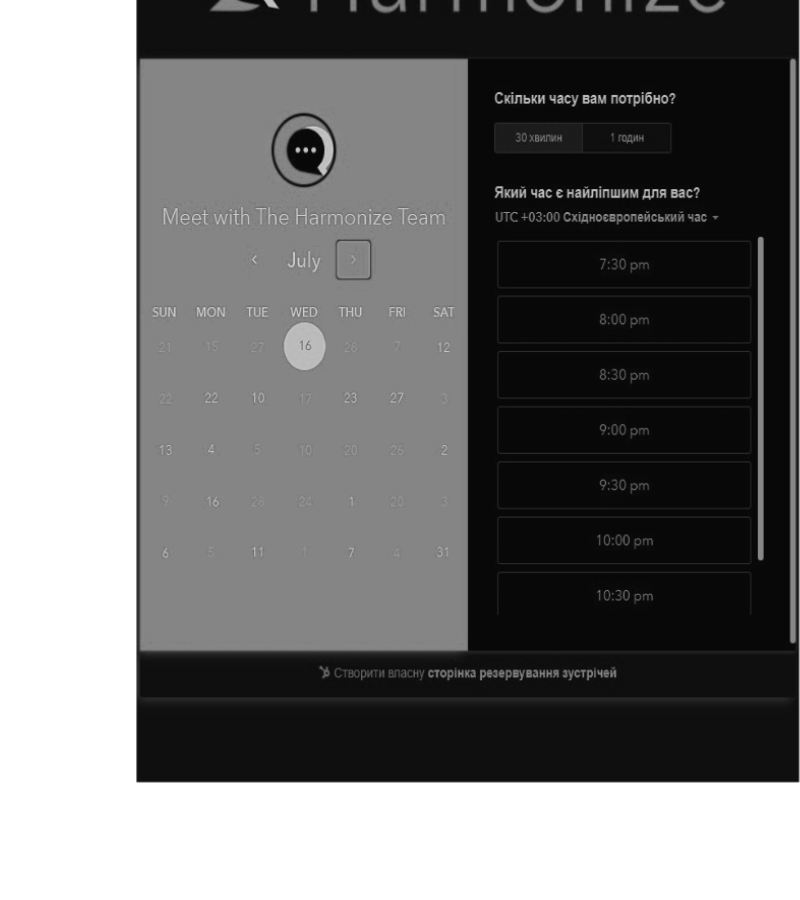 Harmonize
Meet with The Harmonize Team
‹ July ›
SUN MON TUE WED THU FRI SAT
21 15 27 16 26 7 12
22 22 10 17 23 27 3
13 4 5 10 20 26 2
9 16 26 24 1 20 3
6 5 11 1 7 4 31
Скільки часу вам потрібно?
30 хвилин 1 годин
Який час є найліпшим для вас?
UTC +03:00 Східноєвропейський час
7:30 pm
8:00 pm
8:30 pm
9:00 pm
9:30 pm
10:00 pm
10:30 pm
Створити власну сторінка резервування зустрічей